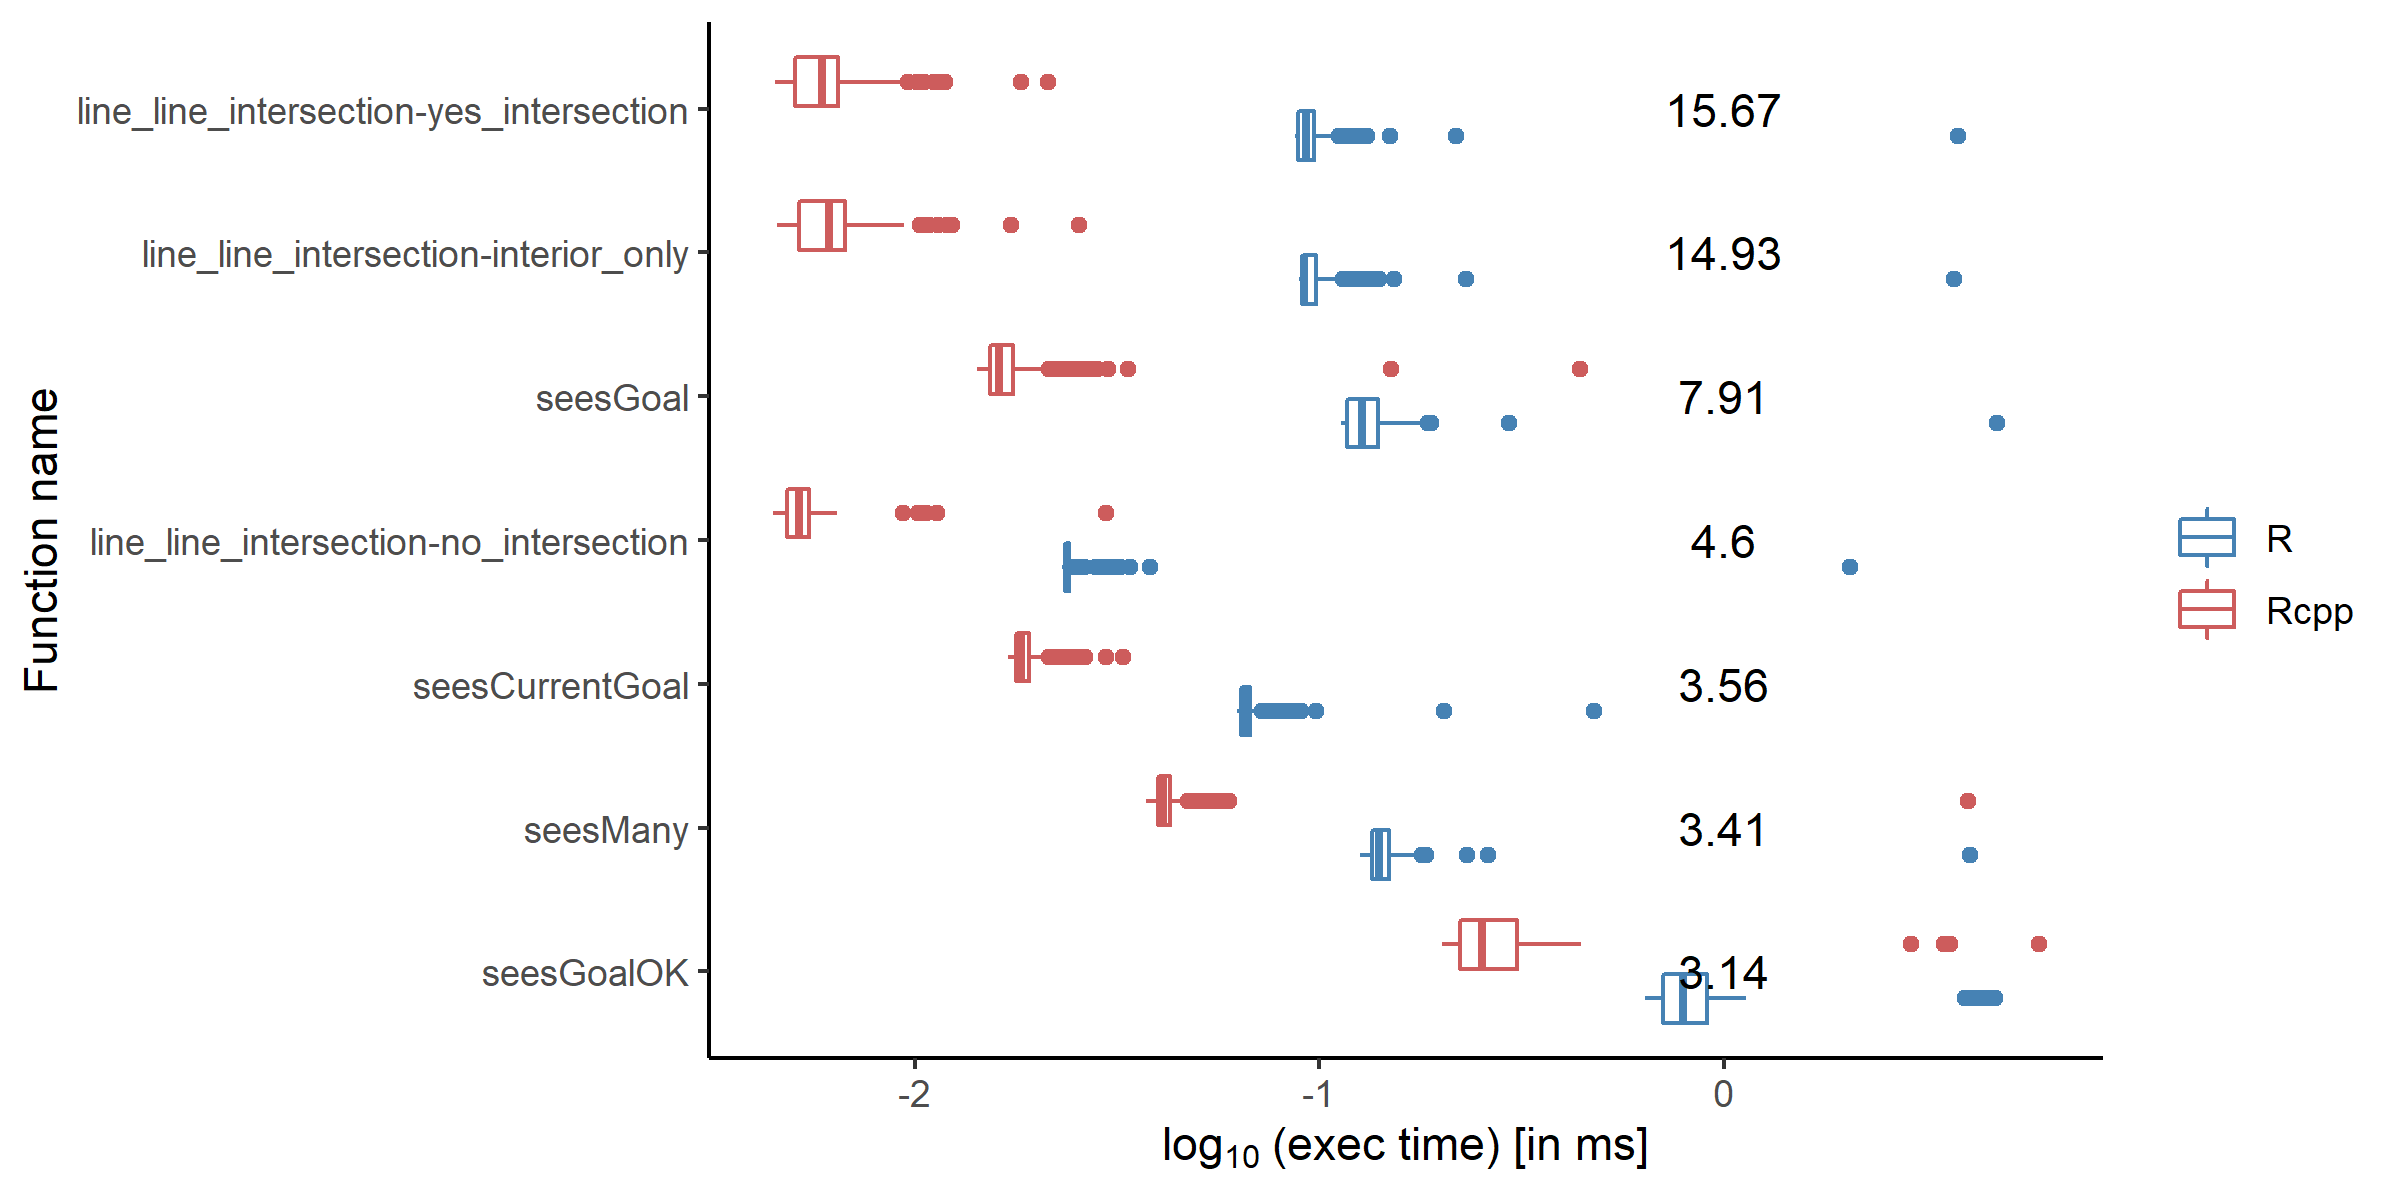 Function name
line_line_intersection-yes_intersection
15.67
line_line_intersection-interior_only
14.93
seesGoal
7.91
line_line_intersection-no_intersection
4.6
seesCurrentGoal
3.56
seesMany
3.41
seesGoalOK
3.14
-2 -1 0
log10 (exec time) [in ms]
R
Rcpp